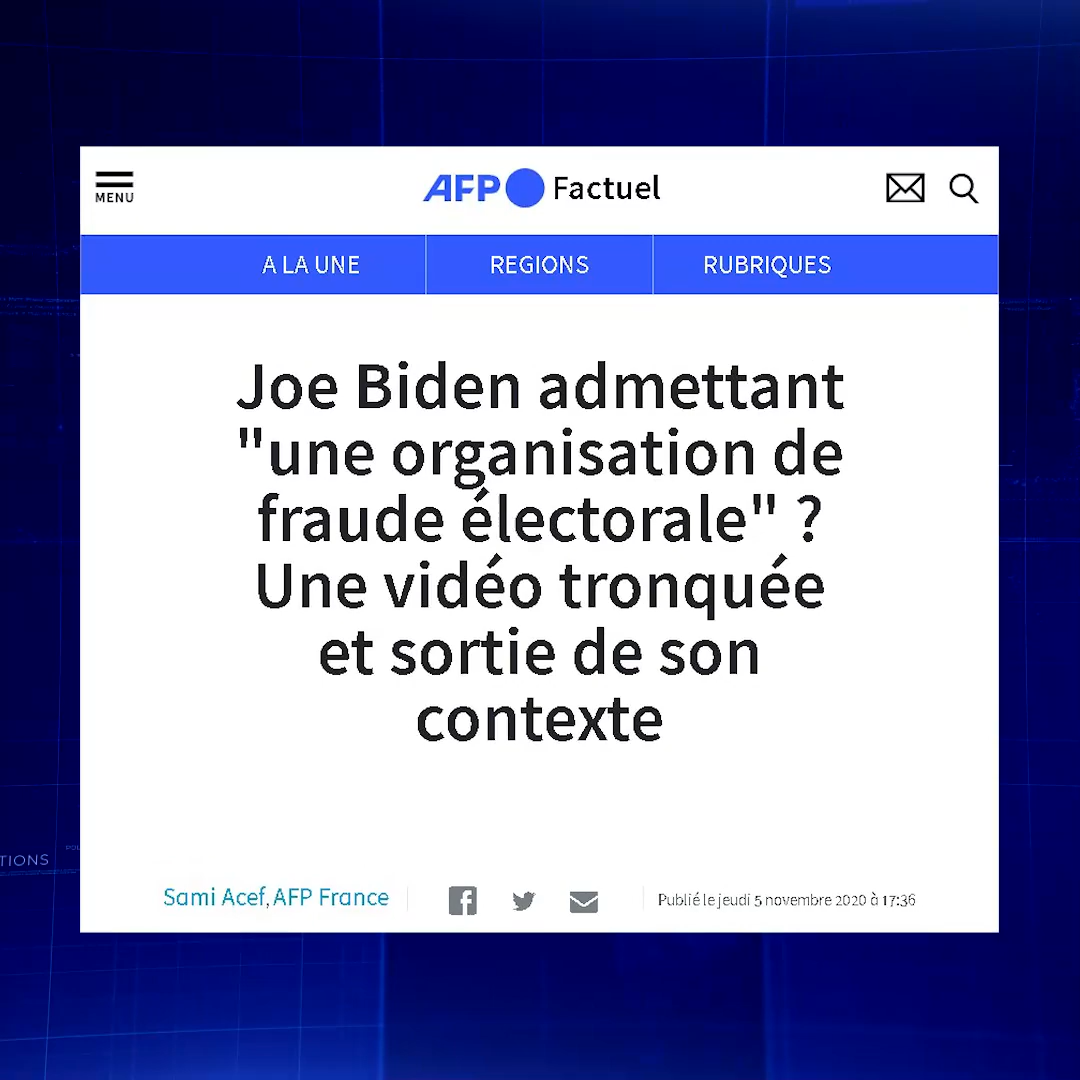 MENU
AFP Factuel
A LA UNE
REGIONS
RUBRIQUES
Joe Biden admettant
"une organisation de
fraude électorale" ?
Une vidéo tronquée
et sortie de son
contexte
TIONS
Sami Acef, AFP France
Publié le jeudi 5 novembre 2020 à 17:36